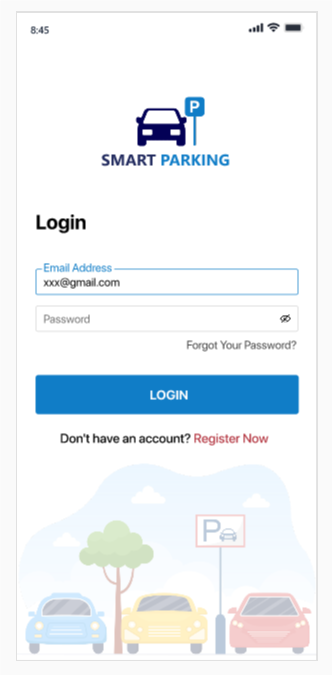 8:45
P
SMART PARKING
Login
Email Address
xxx@gmail.com
Password
Forgot Your Password?
LOGIN
Don't have an account? Register Now
P